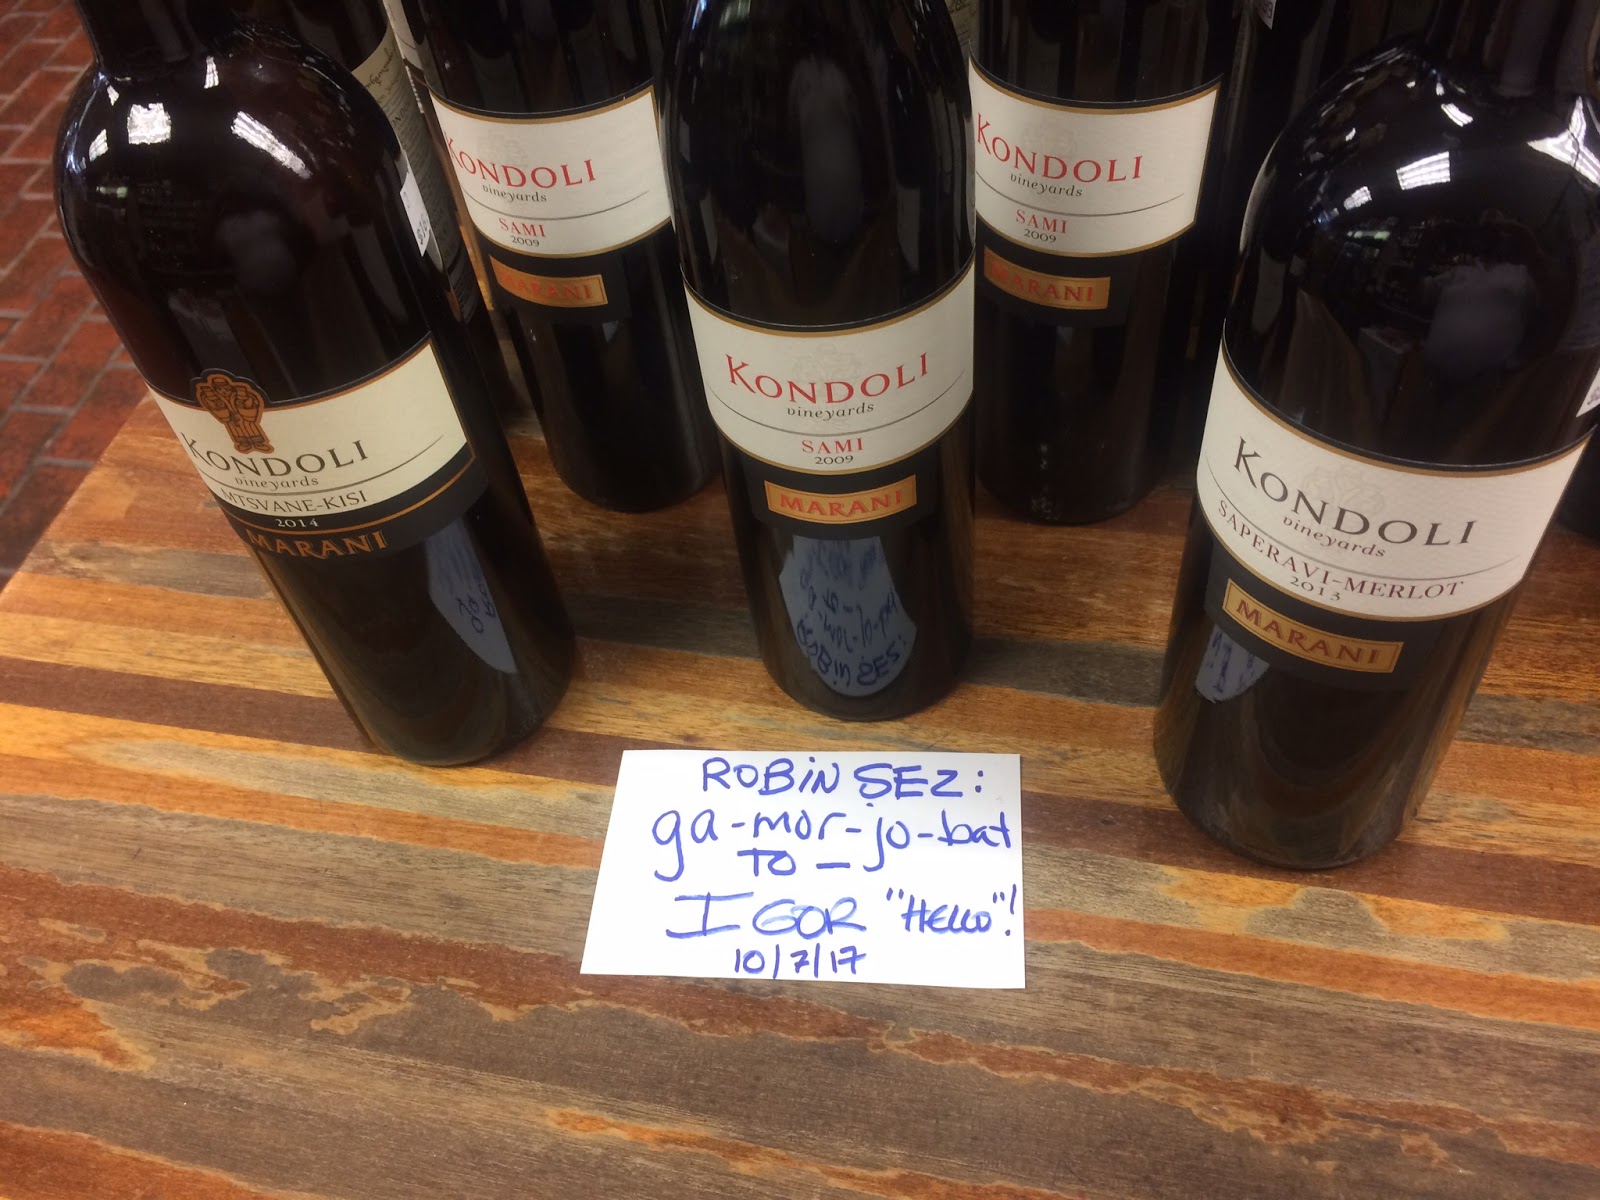 KONDOLI
vineyards
SAMI
2009
MARANI
KONDOLI
vineyards
SAMI
2009
MARANI
KONDOLI
vineyards
MTSVANE-KISI
2014
MARANI
KONDOLI
vineyards
SAMI
2009
MARANI
KONDOLI
vineyards
SAPERAVI-MERLOT
2013
MARANI
ROBIN SEZ:
ga-mor-jo-bat
TO —
IGOR "HELLO"!
10/7/17